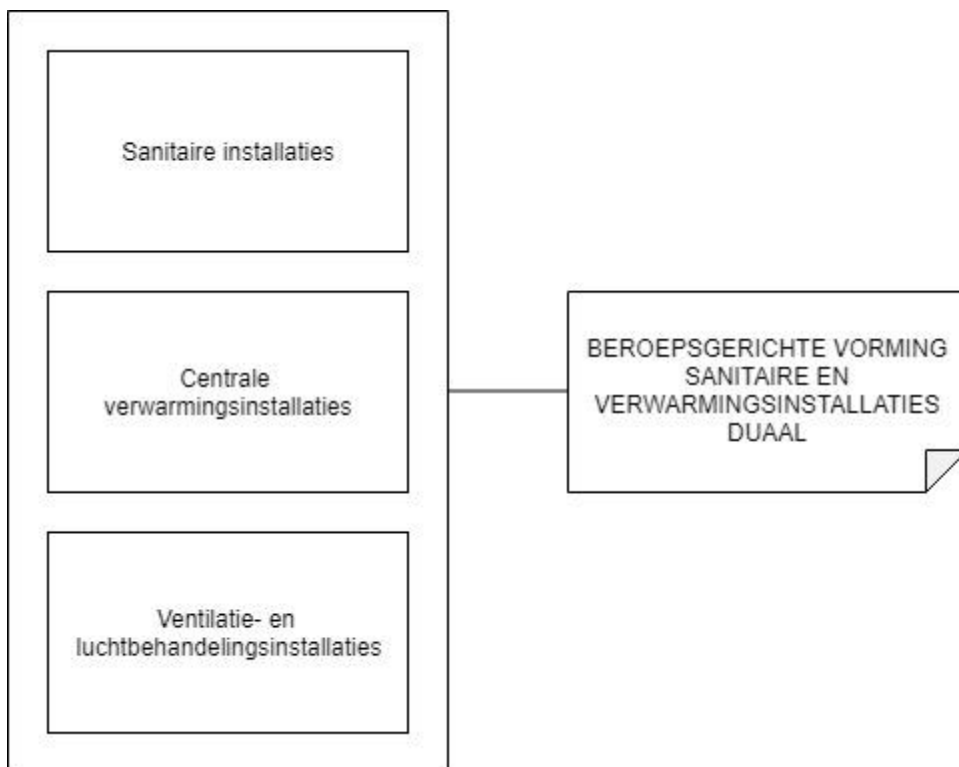 Sanitaire installaties
Centrale
verwarmingsinstallaties
Ventilatie- en
luchtbehandelingsinstallaties
BEROEPSGERICHTE VORMING
SANITAIRE EN
VERWARMINGSINSTALLATIES
DUAAL